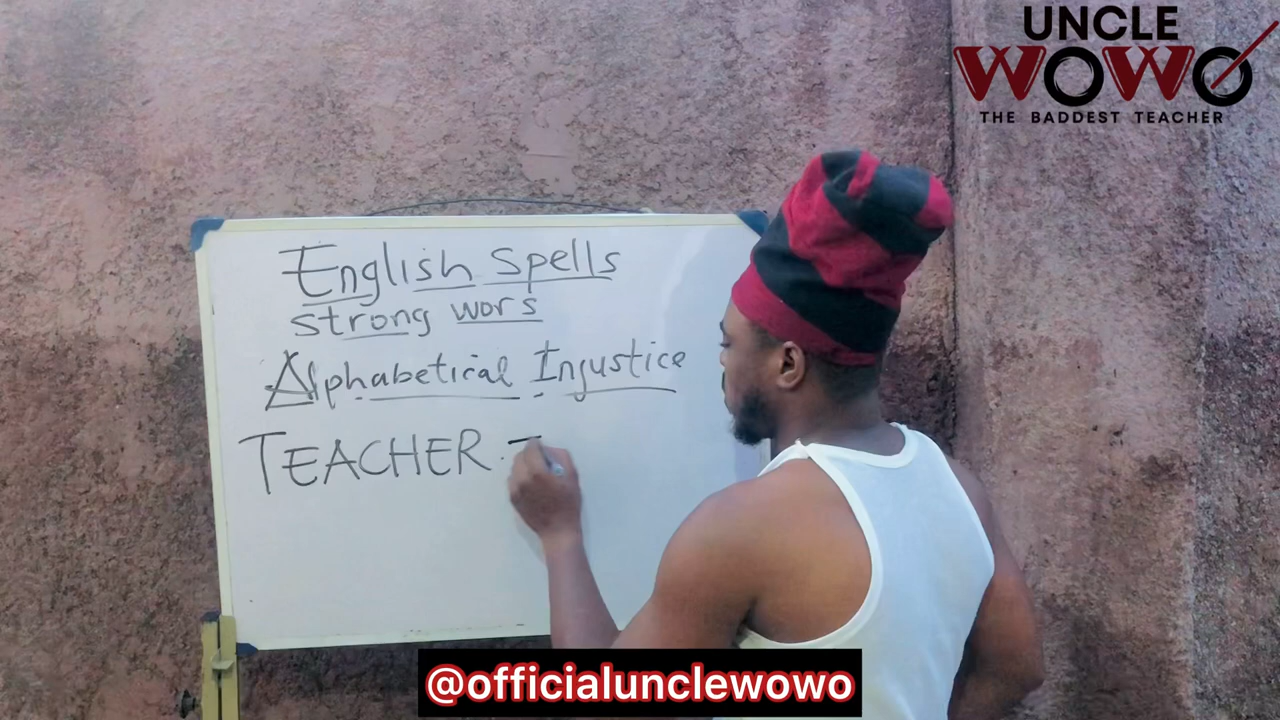 UNCLE
WOWO
THE BADDEST TEACHER
English Spells
strong wors
Alphabetical Injustice
TEACHER
@officialunclewowo